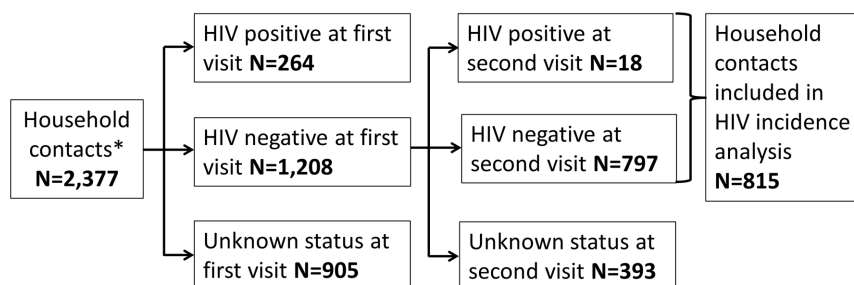 Household
contacts*
N=2,377
HIV positive at first
visit N=264
HIV negative at first
visit N=1,208
Unknown status at
first visit N=905
HIV positive at
second visit N=18
HIV negative at
second visit N=797
Unknown status at
second visit N=393
Household
contacts
included in
HIV incidence
analysis
N=815